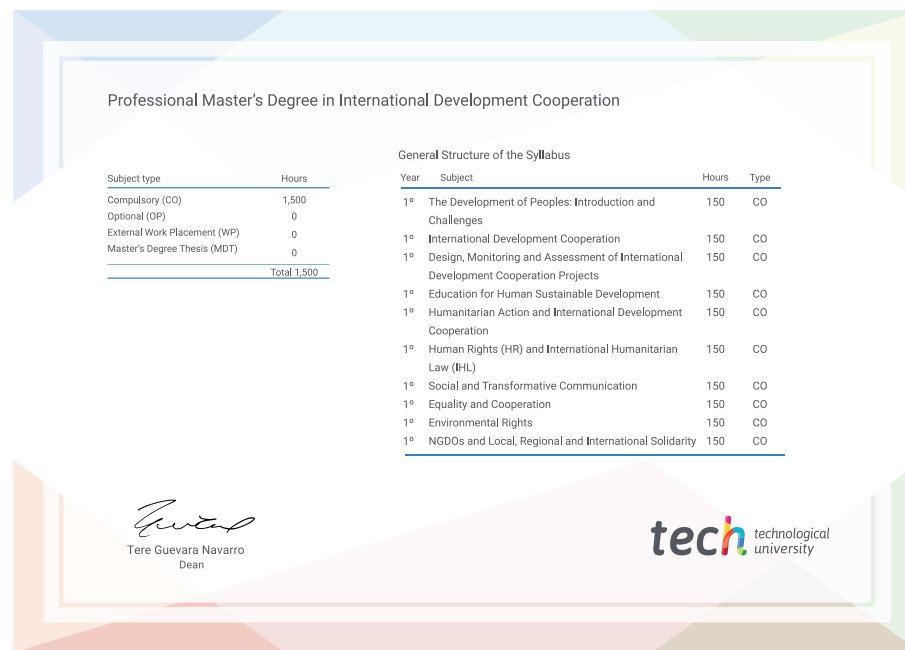 Professional Master's Degree in International Development Cooperation
Subject type Hours
Compulsory (CO) 1,500
Optional (OP) 0
External Work Placement (WP) 0
Master's Degree Thesis (MDT) 0
Total 1,500
General Structure of the Syllabus
Year Subject Hours Type
1º The Development of Peoples: Introduction and 150 CO
Challenges
1º International Development Cooperation 150 CO
1º Design, Monitoring and Assessment of International 150 CO
Development Cooperation Projects
1º Education for Human Sustainable Development 150 CO
1º Humanitarian Action and International Development 150 CO
Cooperation
1º Human Rights (HR) and International Humanitarian 150 CO
Law (IHL)
1º Social and Transformative Communication 150 CO
1º Equality and Cooperation 150 CO
1º Environmental Rights 150 CO
1º NGDOs and Local, Regional and International Solidarity 150 CO
Tere Guevara Navarro
Dean
tech technological
university